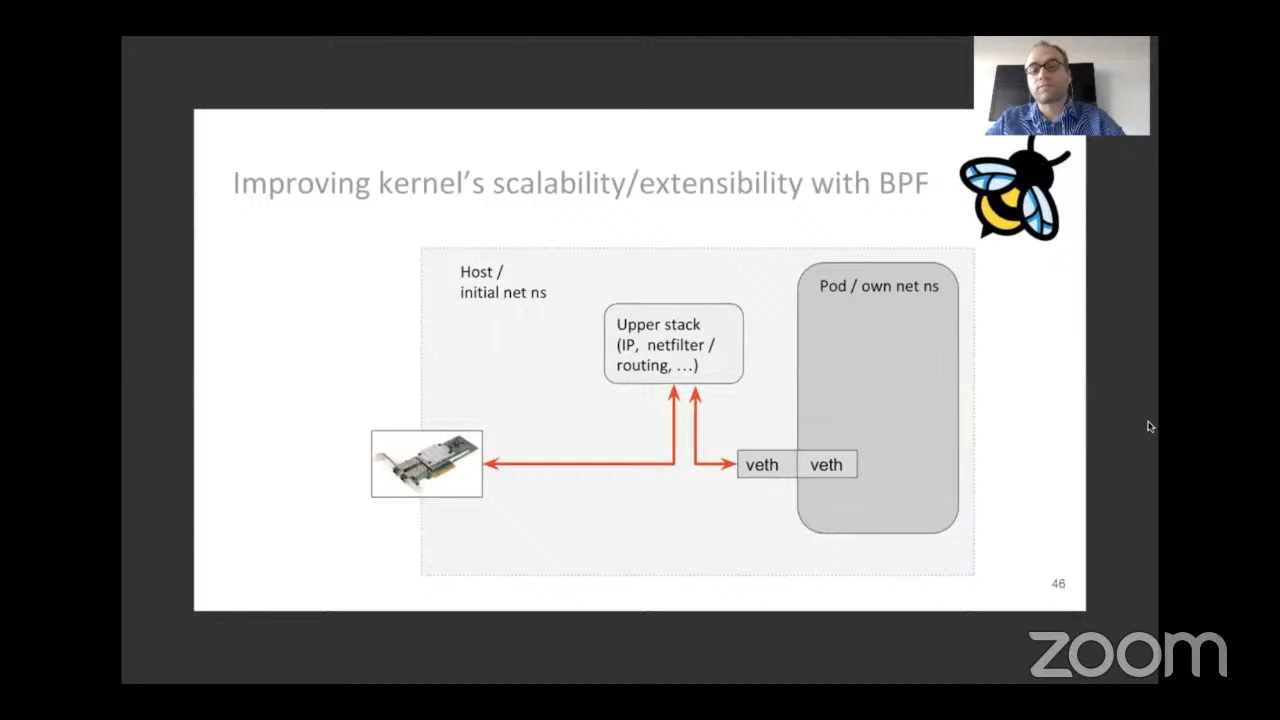 Improving kernel's scalability/extensibility with BPF
Host /
initial net ns
Pod / own net ns
Upper stack
(IP, netfilter /
routing, …)
veth
veth
46
zoom